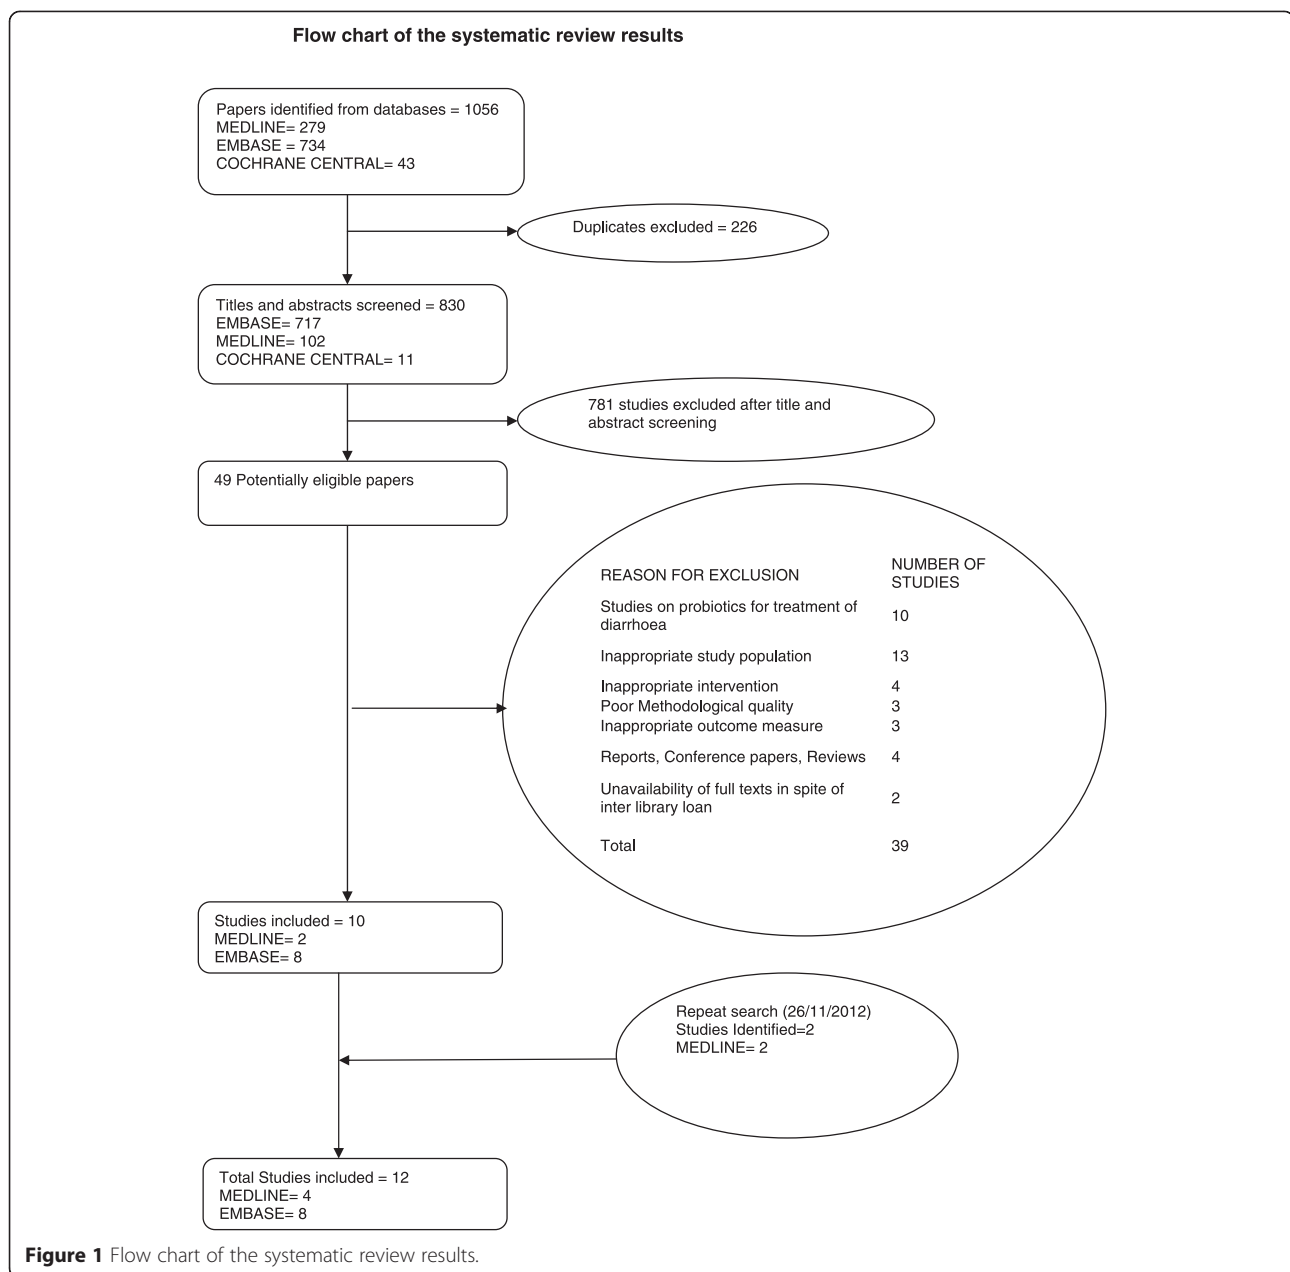 Flow chart of the systematic review results
Papers identified from databases = 1056
MEDLINE= 279
EMBASE = 734
COCHRANE CENTRAL= 43
Duplicates excluded = 226
Titles and abstracts screened = 830
EMBASE= 717
MEDLINE= 102
COCHRANE CENTRAL= 11
781 studies excluded after title and
abstract screening
49 Potentially eligible papers
REASON FOR EXCLUSION
NUMBER OF
STUDIES
Studies on probiotics for treatment of
diarrhoea
10
Inappropriate study population 13
Inappropriate intervention 4
Poor Methodological quality 3
Inappropriate outcome measure 3
Reports, Conference papers, Reviews 4
Unavailability of full texts in spite of
inter library loan
2
Total 39
Studies included = 10
MEDLINE= 2
EMBASE= 8
Repeat search (26/11/2012)
Studies Identified=2
MEDLINE= 2
Total Studies included = 12
MEDLINE= 4
EMBASE= 8
Figure 1 Flow chart of the systematic review results.